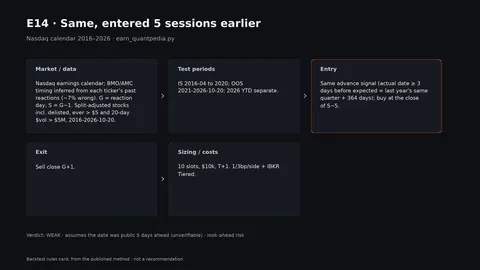 E14 · Same, entered 5 sessions earlier
Nasdaq calendar 2016–2026 · earn_quantpedia.py
Market / data
Nasdaq earnings calendar; BMO/AMC
timing inferred from each ticker's past
reactions (~7% wrong). G = reaction
day, S = G−1. Split-adjusted stocks
incl. delisted, ever > $5 and 20-day
$vol > $5M, 2016-2026-10-20.
›
Test periods
IS 2016-04 to 2020; OOS
2021-2026-10-20; 2026 YTD separate.
›
Entry
Same advance signal (actual date ≥ 3
days before expected = last year's same
quarter + 364 days); buy at the close
of S−5.
Exit
Sell close G+1.
›
Sizing / costs
10 slots, $10k, T+1. 1/3bp/side + IBKR
Tiered.
Verdict: WEAK · assumes the date was public 5 days ahead (unverifiable) · look-ahead risk
Backtest rules card, from the published method · not a recommendation.